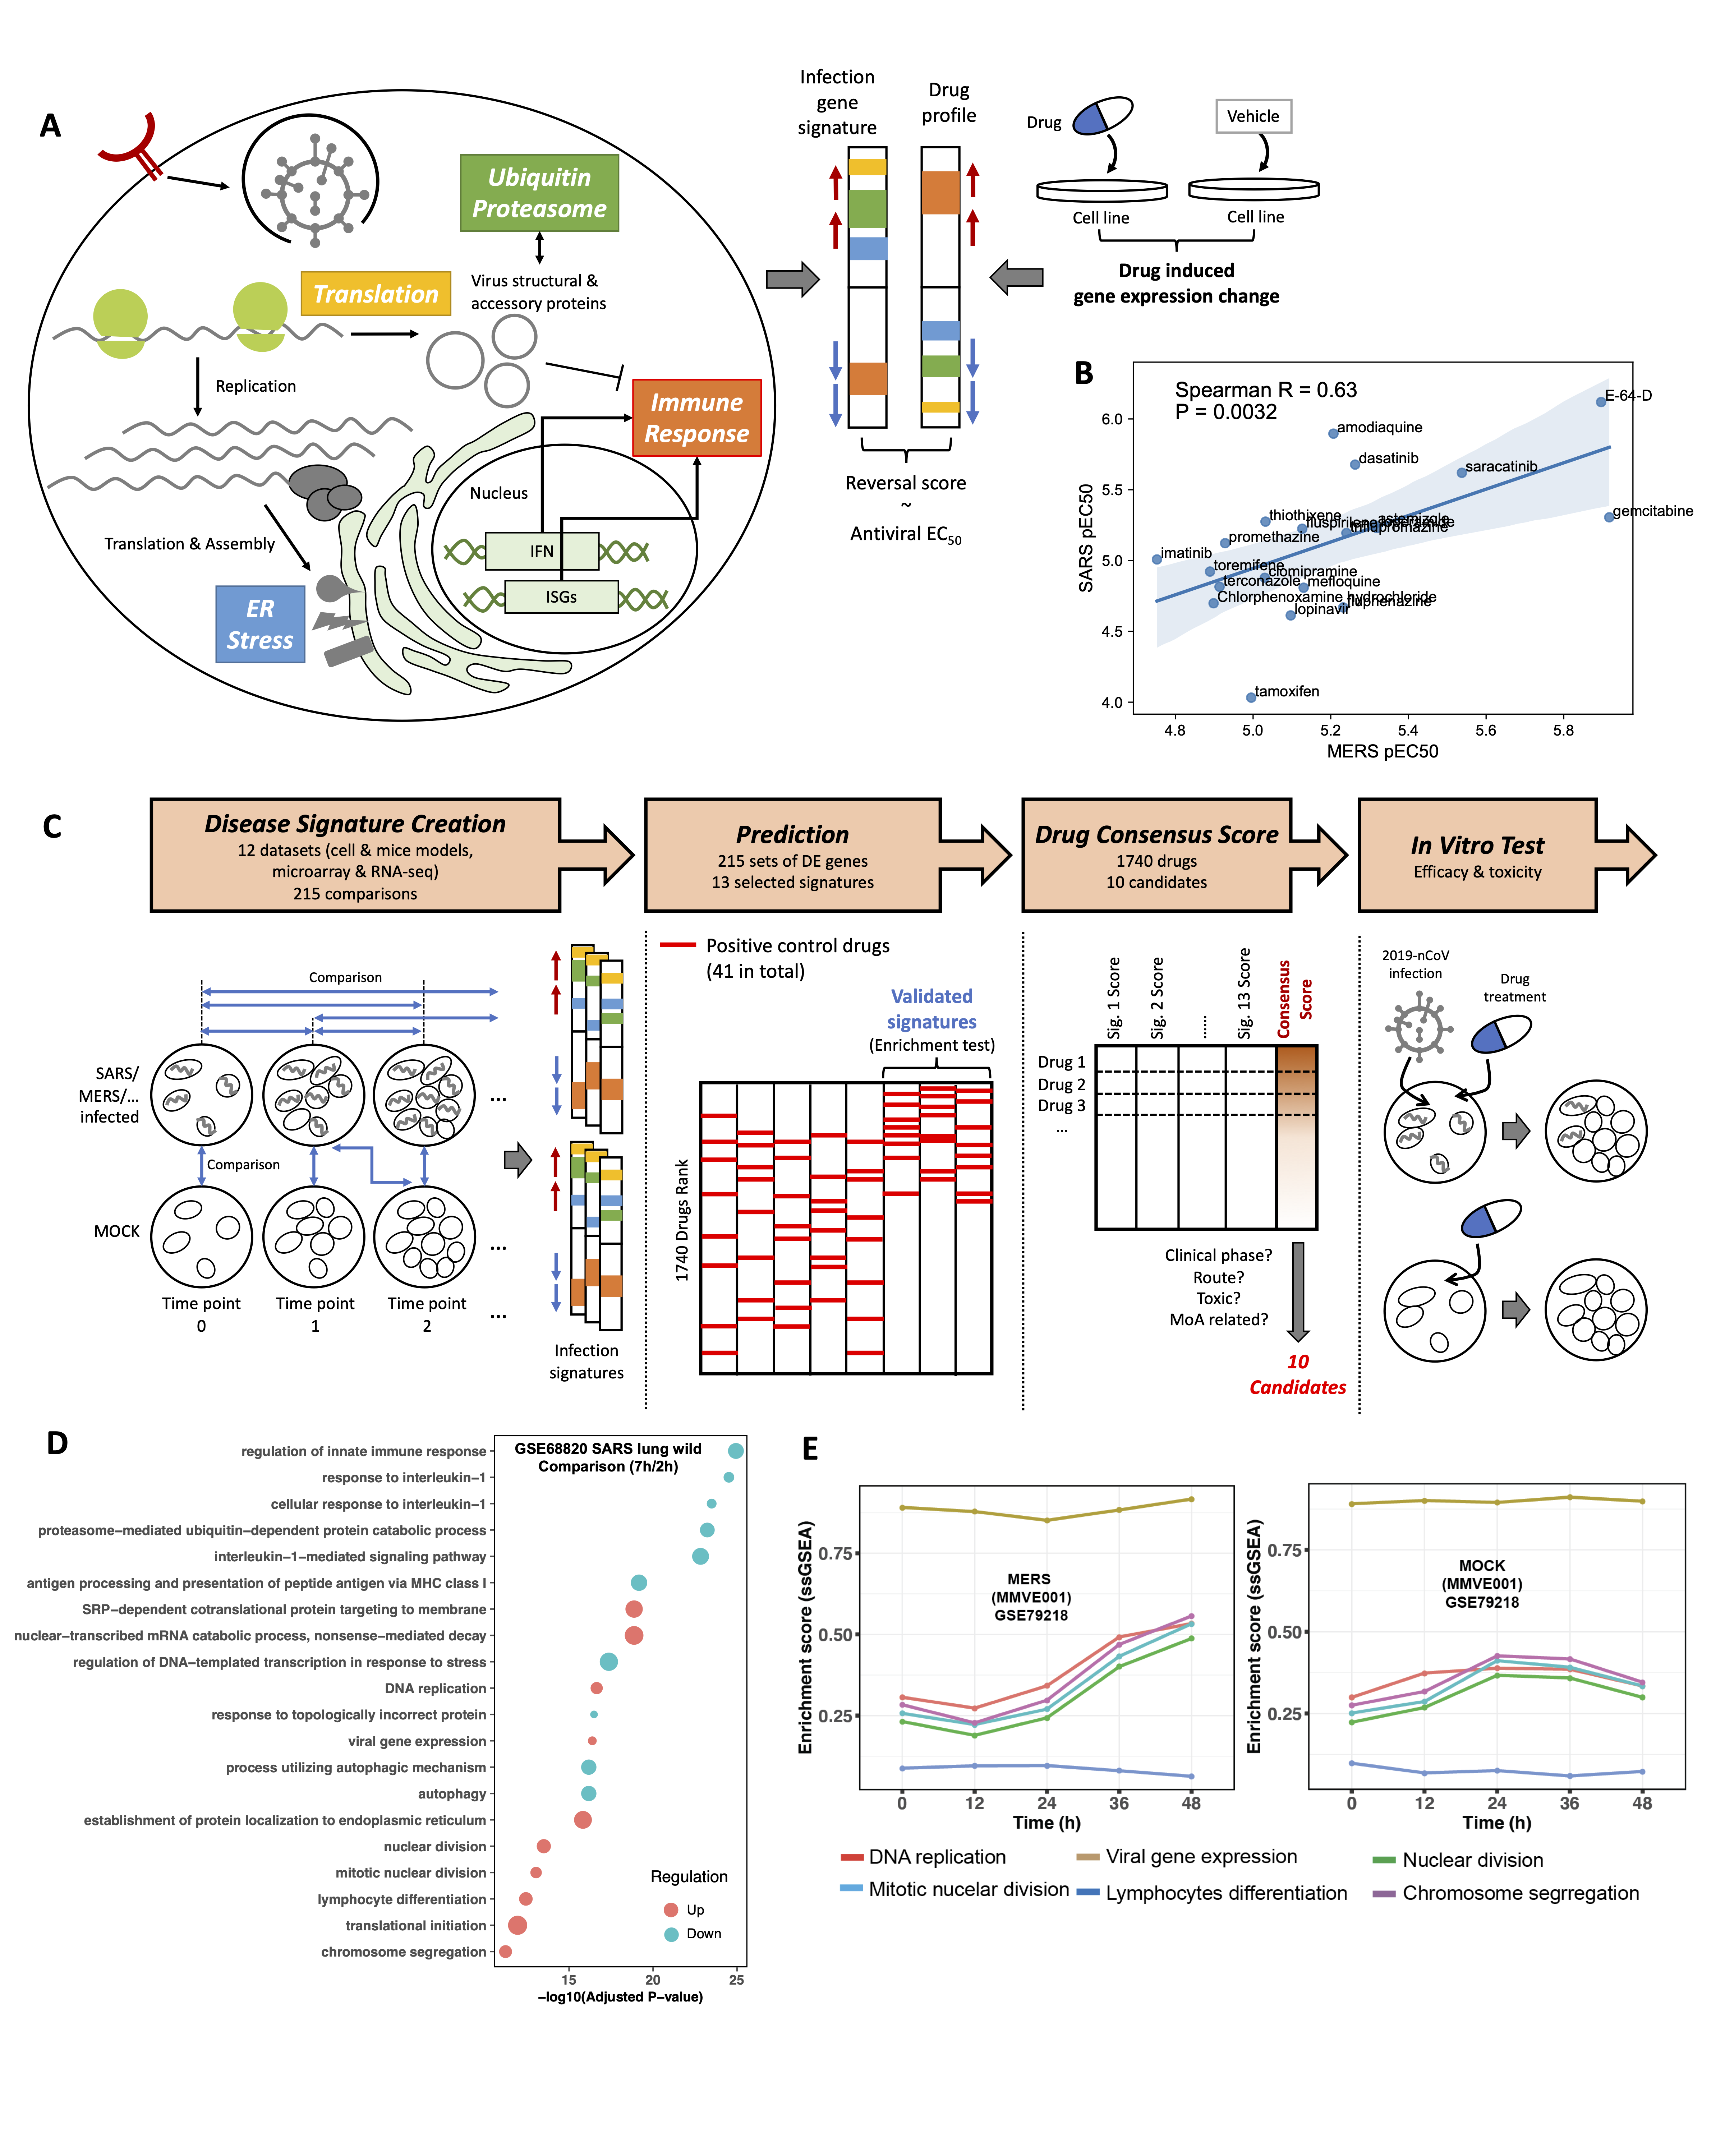 A
Ubiquitin
Proteasome
Translation
Virus structural &
accessory proteins
Replication
Immune
Response
Nucleus
IFN
ISGs
Translation & Assembly
ER
Stress
Infection
gene
signature
Drug
profile
Drug
Vehicle
Cell line
Cell line
Drug induced
gene expression change
Reversal score
~
Antiviral EC50
B
Spearman R = 0.63
P = 0.0032
E-64-D
amodiaquine
dasatinib
saracatinib
gemcitabine
thiothixene
fluspirilene
astemizole
triflupromazine
promethazine
imatinib
toremifene
clomipramine
terconazole
mefloquine
Chlorphenoxamine hydrochloride
fluphenazine
lopinavir
tamoxifen
6.0
5.5
5.0
4.5
4.0
SARS pEC50
4.8
5.0
5.2
5.4
5.6
5.8
MERS pEC50
C
Disease Signature Creation
12 datasets (cell & mice models,
microarray & RNA-seq)
215 comparisons
Prediction
215 sets of DE genes
13 selected signatures
Drug Consensus Score
1740 drugs
10 candidates
In Vitro Test
Efficacy & toxicity
Comparison
SARS/
MERS/...
infected
...
Comparison
MOCK
...
Time point
0
Time point
1
Time point
2
...
Infection
signatures
Positive control drugs
(41 in total)
Validated
signatures
(Enrichment test)
1740 Drugs Rank
Sig. 1 Score
Sig. 2 Score
......
Sig. 13 Score
Consensus
Score
Drug 1
Drug 2
Drug 3
...
Clinical phase?
Route?
Toxic?
MoA related?
10
Candidates
2019-nCoV
infection
Drug
treatment
D
GSE68820 SARS lung wild
Comparison (7h/2h)
regulation of innate immune response
response to interleukin−1
cellular response to interleukin−1
proteasome−mediated ubiquitin−dependent protein catabolic process
interleukin−1−mediated signaling pathway
antigen processing and presentation of peptide antigen via MHC class I
SRP−dependent cotranslational protein targeting to membrane
nuclear−transcribed mRNA catabolic process, nonsense−mediated decay
regulation of DNA−templated transcription in response to stress
DNA replication
response to topologically incorrect protein
viral gene expression
process utilizing autophagic mechanism
autophagy
establishment of protein localization to endoplasmic reticulum
nuclear division
mitotic nuclear division
lymphocyte differentiation
translational initiation
chromosome segregation
Regulation
Up
Down
15
20
25
−log10(Adjusted P−value)
E
Enrichment score (ssGSEA)
0.75
0.50
0.25
MERS
(MMVE001)
GSE79218
0
12
24
36
48
Time (h)
Enrichment score (ssGSEA)
0.75
0.50
0.25
MOCK
(MMVE001)
GSE79218
0
12
24
36
48
Time (h)
DNA replication
Viral gene expression
Nuclear division
Mitotic nucelar division
Lymphocytes differentiation
Chromosome segrregation